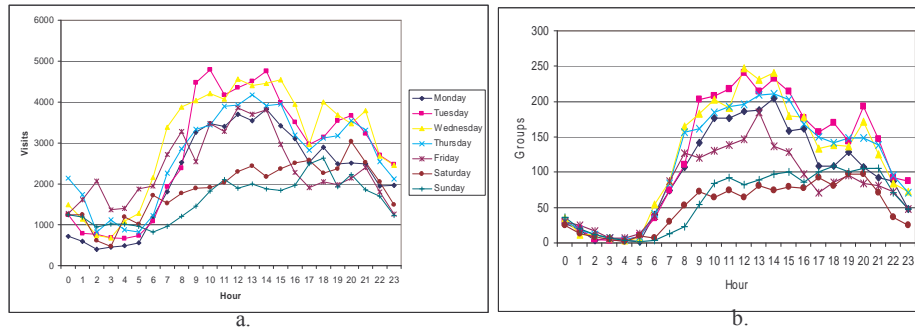 6000
5000
4000
3000
2000
1000
0
Visits
0 1 2 3 4 5 6 7 8 9 10 11 12 13 14 15 16 17 18 19 20 21 22 23
Hour
Monday
Tuesday
Wednesday
Thursday
Friday
Saturday
Sunday
a.
300
250
200
150
100
50
0
Groups
0 1 2 3 4 5 6 7 8 9 10 11 12 13 14 15 16 17 18 19 20 21 22 23
Hour
b.